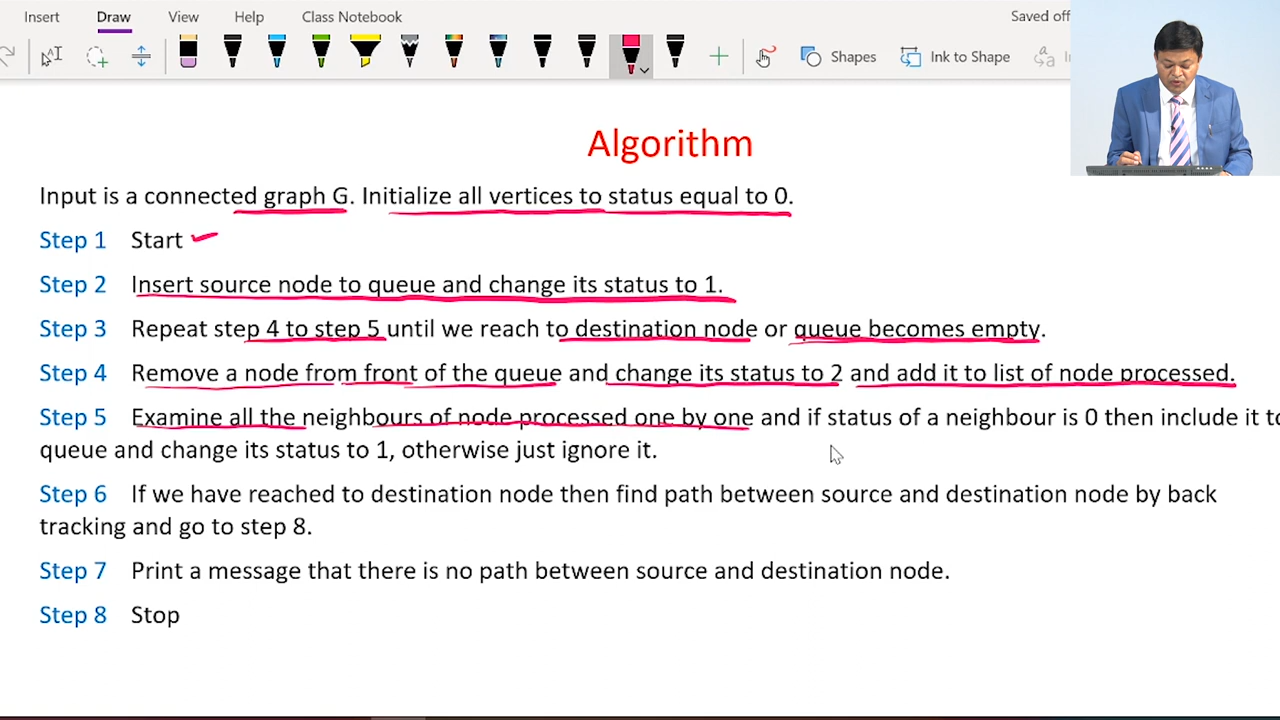 Insert Draw View Help Class Notebook Saved off
Shapes Ink to Shape
Algorithm
Input is a connected graph G. Initialize all vertices to status equal to 0.
Step 1 Start
Step 2 Insert source node to queue and change its status to 1.
Step 3 Repeat step 4 to step 5 until we reach to destination node or queue becomes empty.
Step 4 Remove a node from front of the queue and change its status to 2 and add it to list of node processed.
Step 5 Examine all the neighbours of node processed one by one and if status of a neighbour is 0 then include it to
queue and change its status to 1, otherwise just ignore it.
Step 6 If we have reached to destination node then find path between source and destination node by back
tracking and go to step 8.
Step 7 Print a message that there is no path between source and destination node.
Step 8 Stop